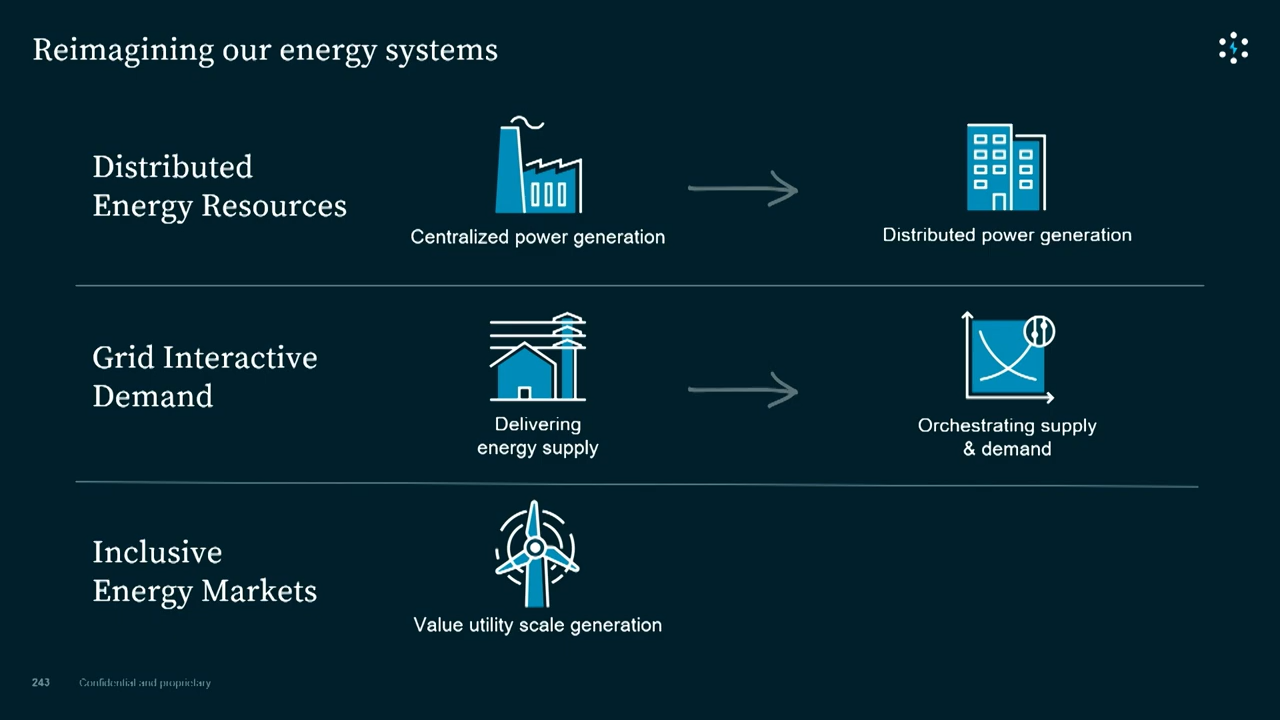 Reimagining our energy systems
Distributed
Energy Resources
Centralized power generation
Distributed power generation
Grid Interactive
Demand
Delivering
energy supply
Orchestrating supply
& demand
Inclusive
Energy Markets
Value utility scale generation
243 Confidential and proprietary